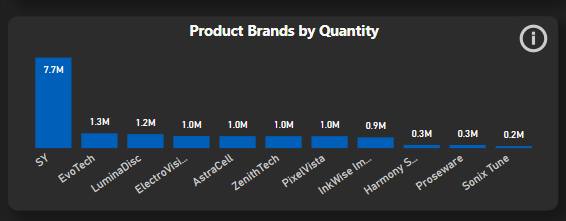 Product Brands by Quantity
7.7M
1.3M
1.2M
1.0M
1.0M
1.0M
1.0M
0.9M
0.3M
0.3M
0.2M
SY
EvoTech
LuminaDisc
ElectroVisi...
AstraCell
ZenithTech
PixelVista
InkWise Im...
Harmony S...
Proseware
Sonix Tune